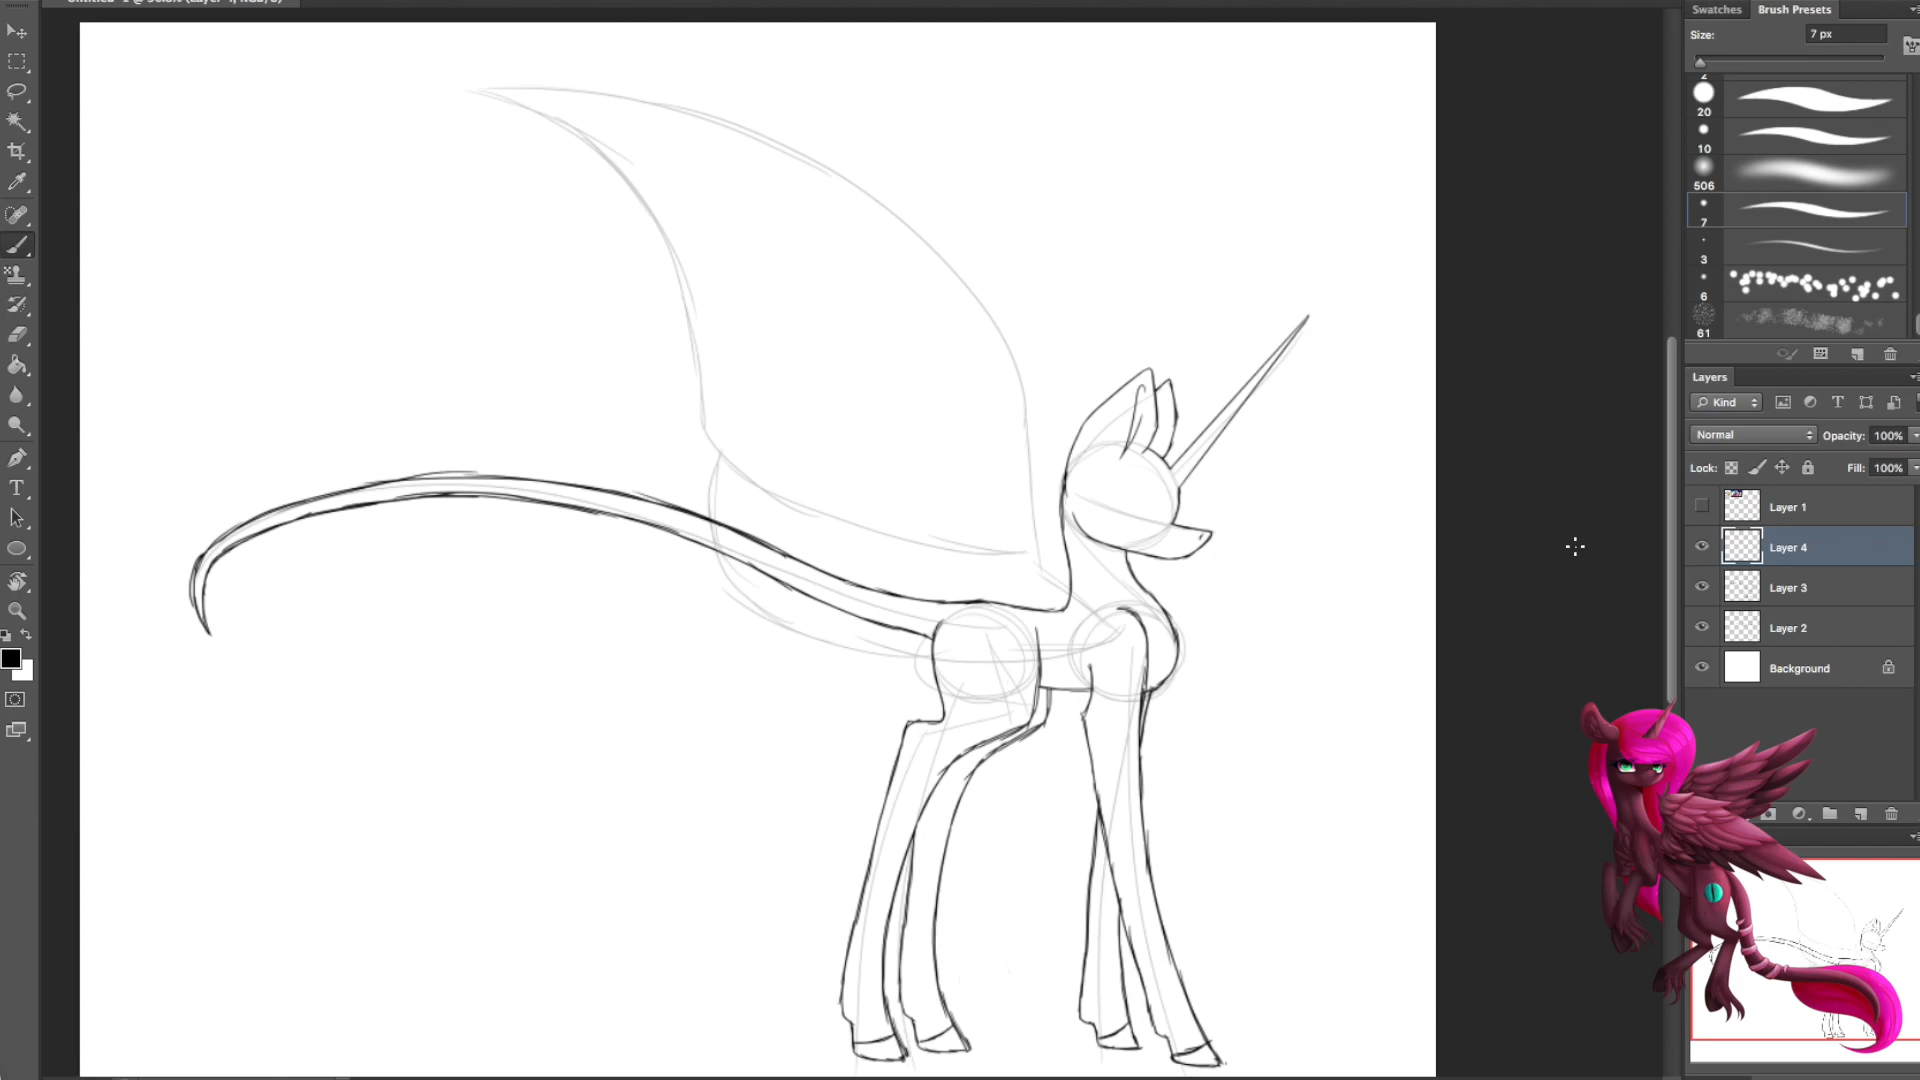 Swatches Brush Presets
Size: 7 px
2
20
10
506
7
3
6
61
Layers
Kind
Normal Opacity: 100%
Lock: Fill: 100%
Layer 1
Layer 4
Layer 3
Layer 2
Background